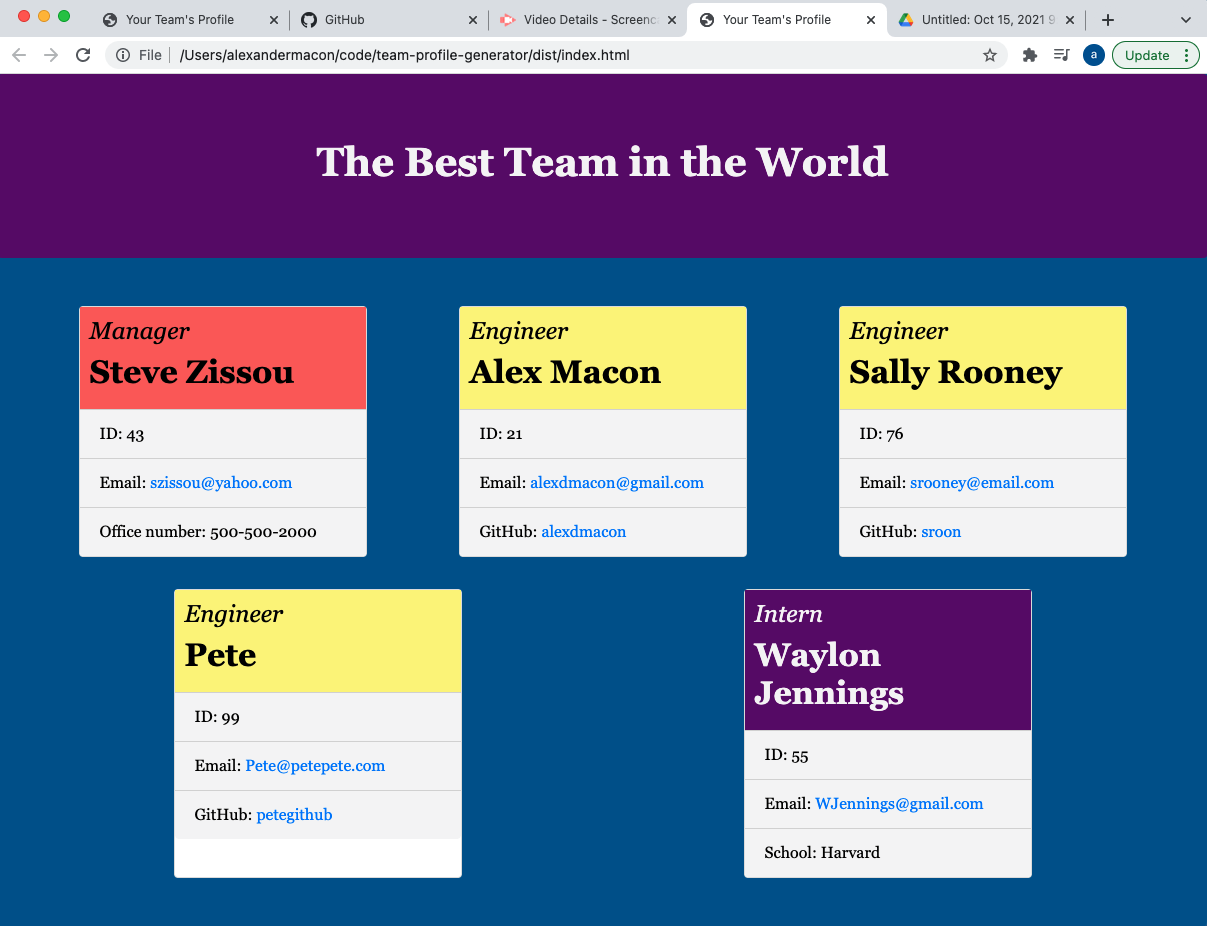 Your Team's Profile
GitHub
Video Details - Screenca
Your Team's Profile
Untitled: Oct 15, 2021 9
File
/Users/alexandermacon/code/team-profile-generator/dist/index.html
a
Update
The Best Team in the World
Manager
Steve Zissou
ID: 43
Email: szissou@yahoo.com
Office number: 500-500-2000
Engineer
Alex Macon
ID: 21
Email: alexdmacon@gmail.com
GitHub: alexdmacon
Engineer
Sally Rooney
ID: 76
Email: srooney@email.com
GitHub: sroon
Engineer
Pete
ID: 99
Email: Pete@petepete.com
GitHub: petegithub
Intern
Waylon
Jennings
ID: 55
Email: WJennings@gmail.com
School: Harvard